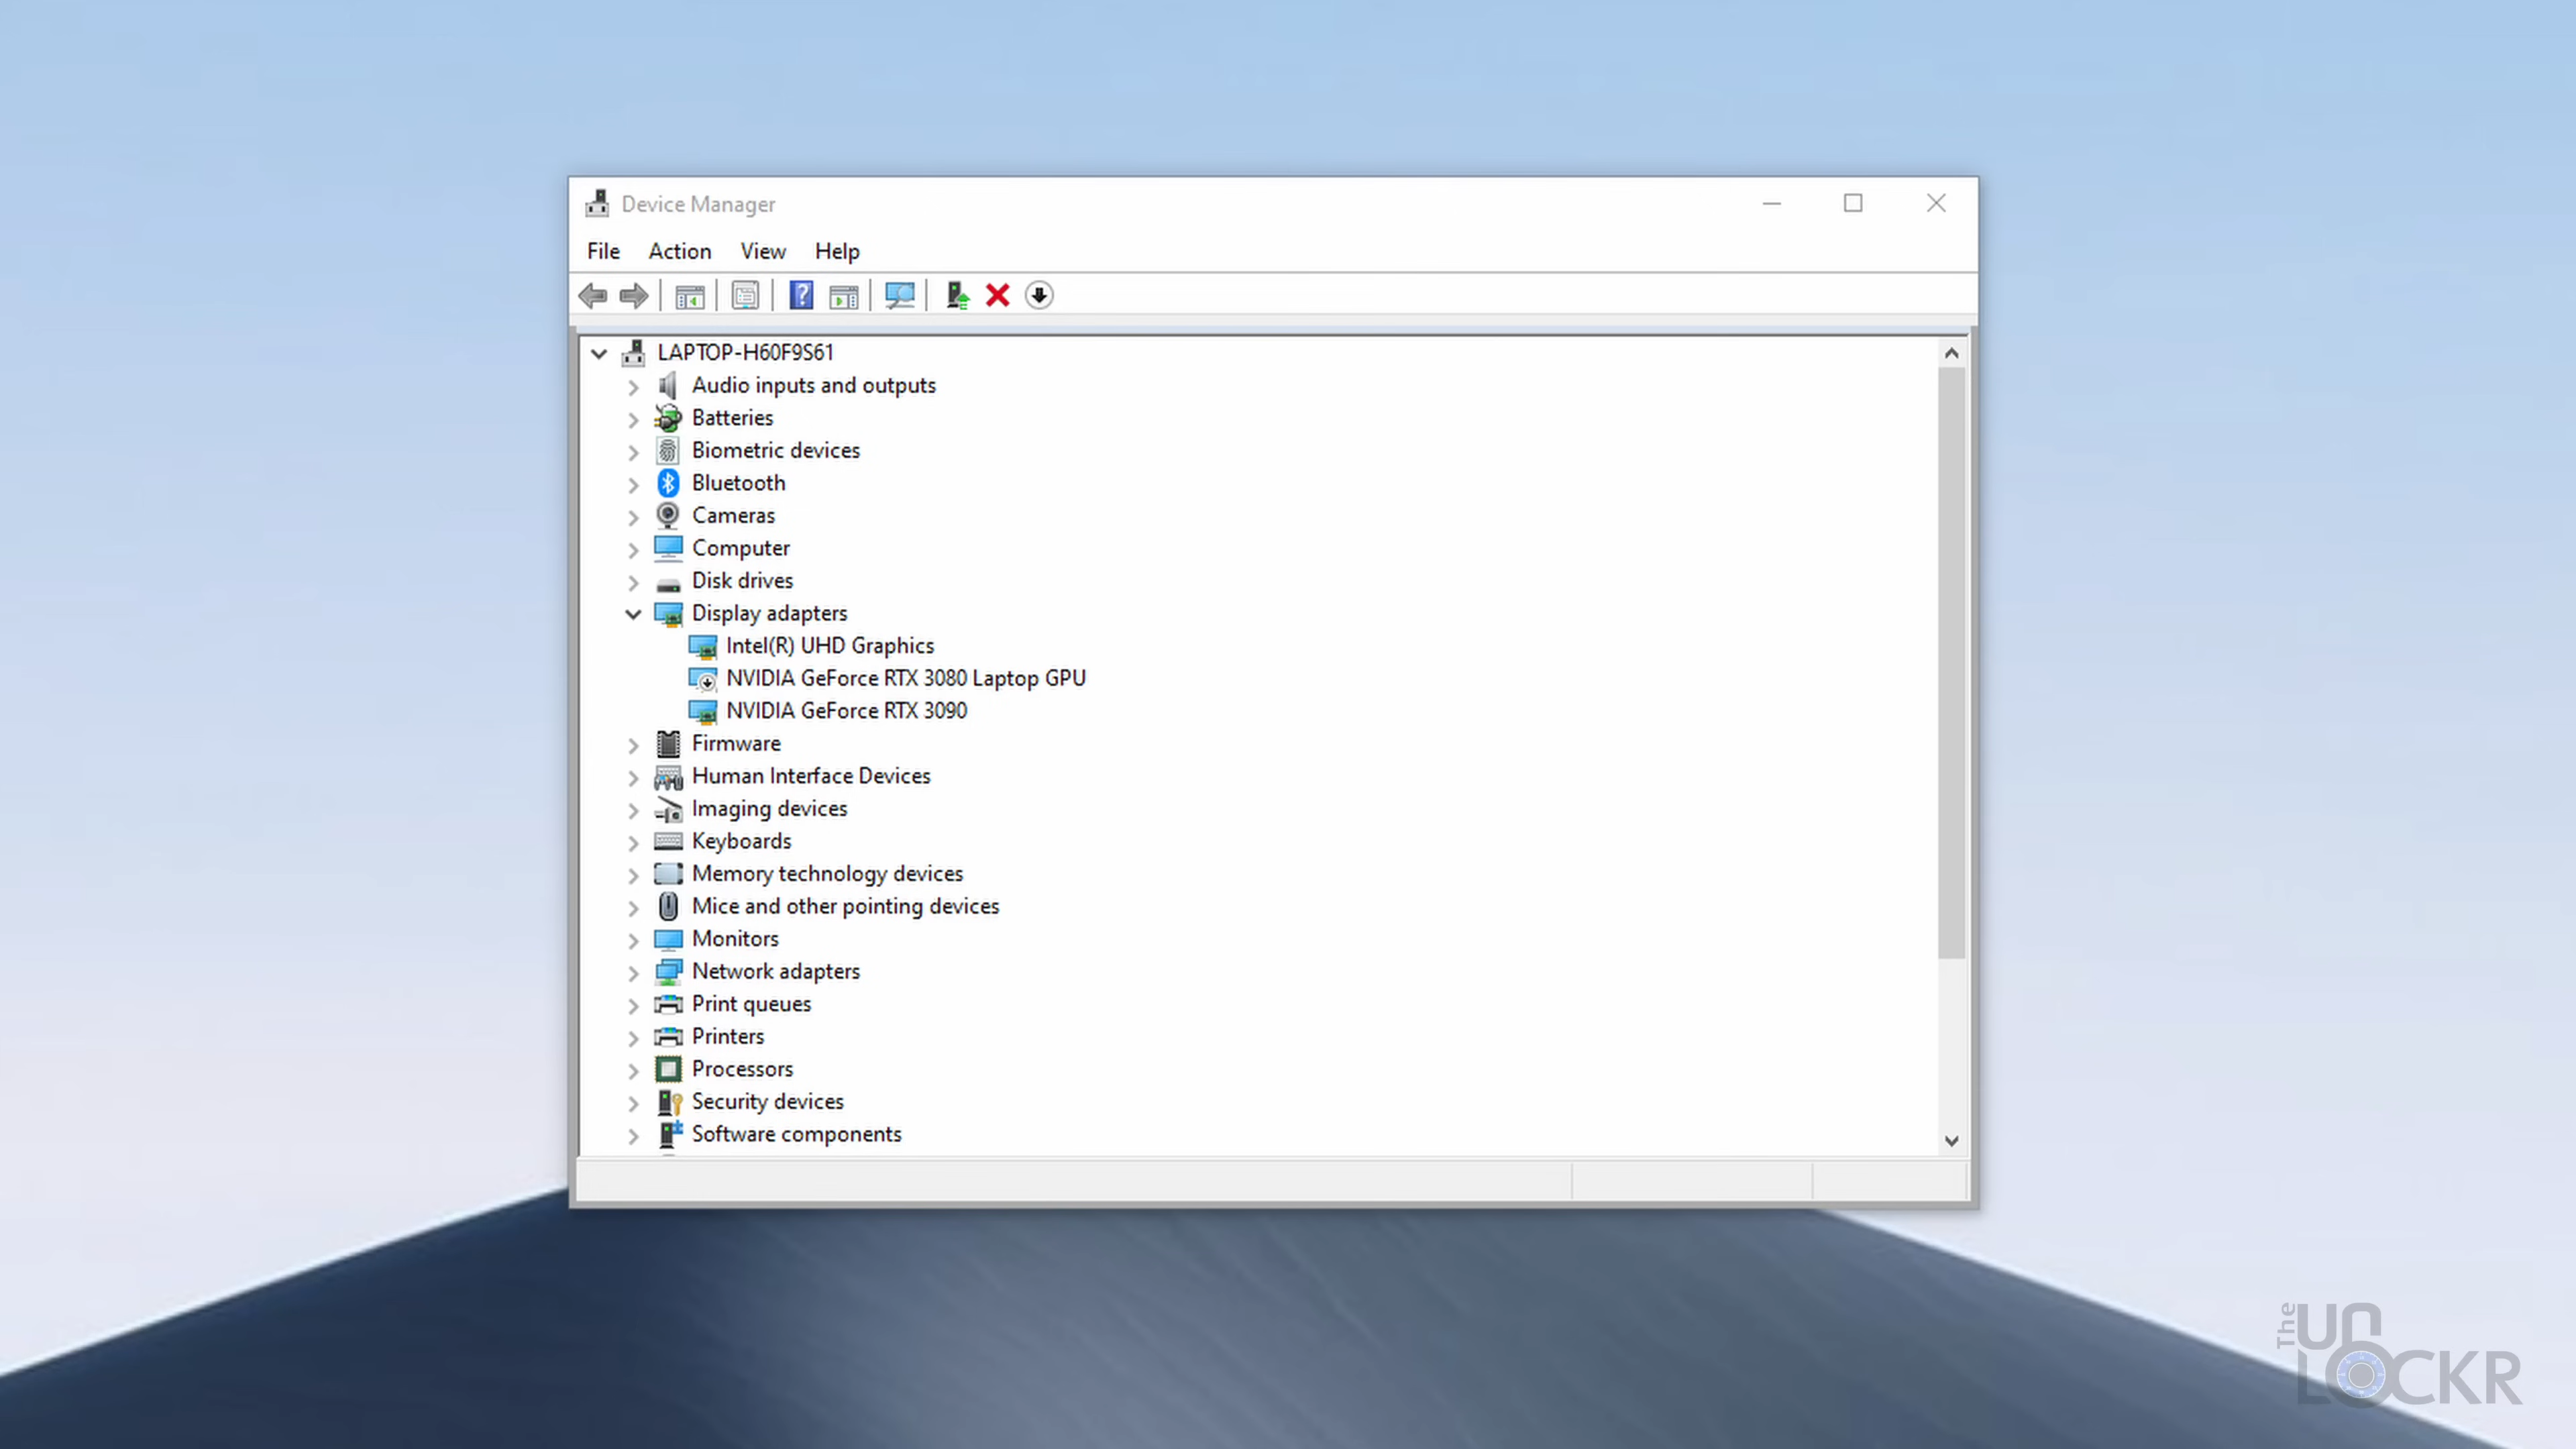 Device Manager
File Action View Help
LAPTOP-H60F9S61
Audio inputs and outputs
Batteries
Biometric devices
Bluetooth
Cameras
Computer
Disk drives
Display adapters
Intel(R) UHD Graphics
NVIDIA GeForce RTX 3080 Laptop GPU
NVIDIA GeForce RTX 3090
Firmware
Human Interface Devices
Imaging devices
Keyboards
Memory technology devices
Mice and other pointing devices
Monitors
Network adapters
Print queues
Printers
Processors
Security devices
Software components
The
Un
LOCKR